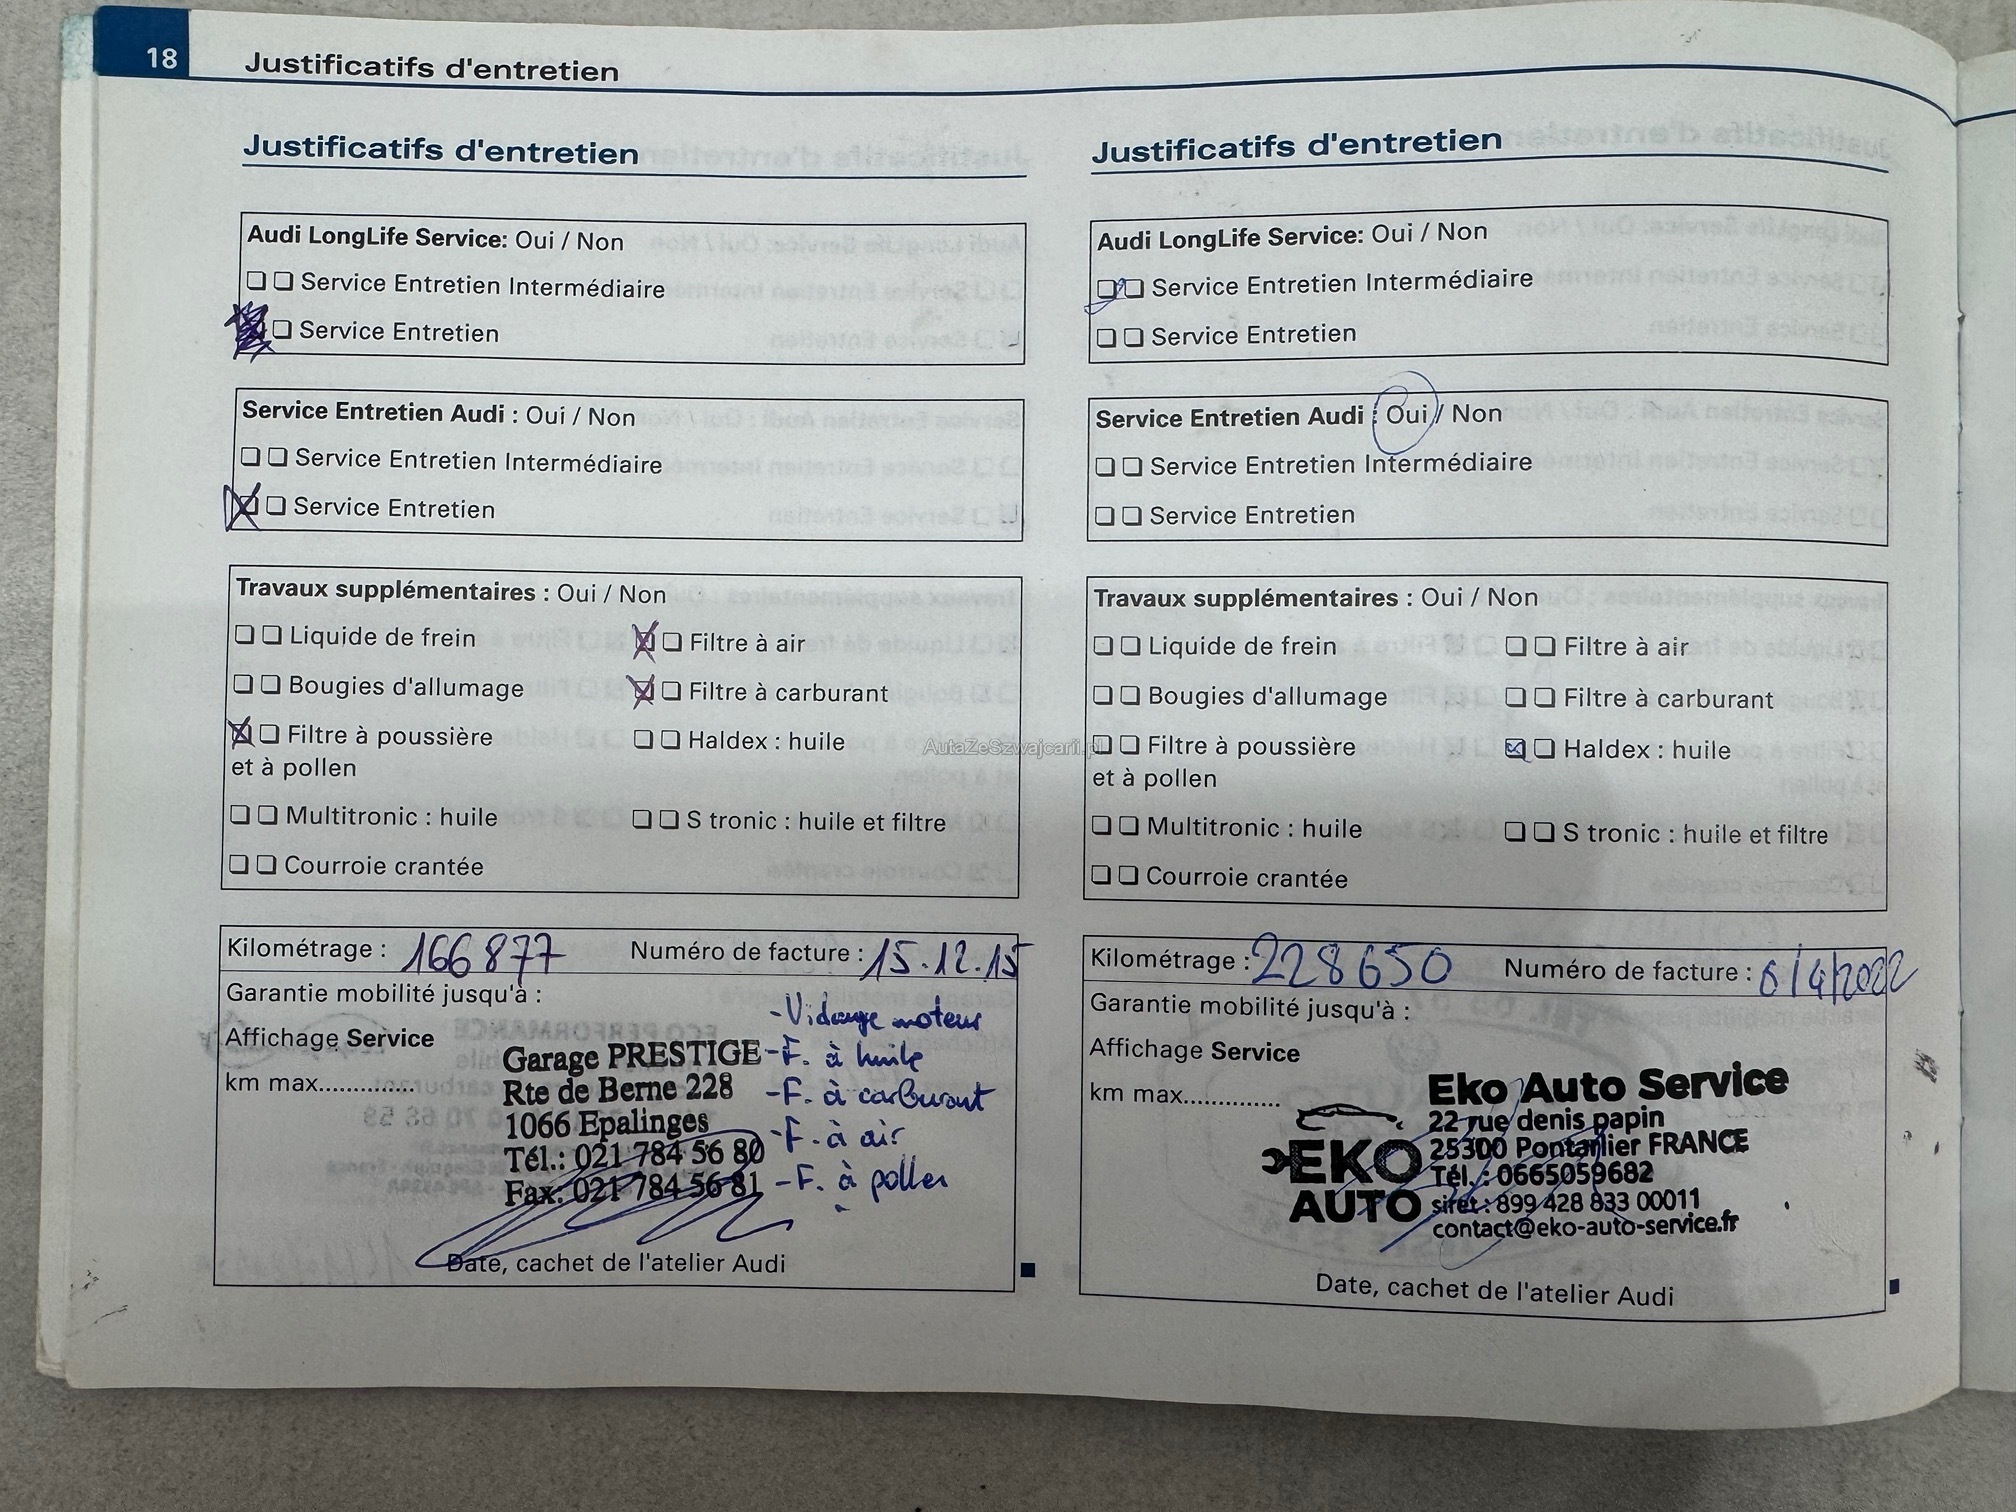 18
Justificatifs d'entretien
Justificatifs d'entretien
Audi LongLife Service: Oui / Non
Service Entretien Intermédiaire
Service Entretien
Service Entretien Audi : Oui / Non
Service Entretien Intermédiaire
Service Entretien
Travaux supplémentaires : Oui / Non
Liquide de frein
Filtre à air
Bougies d'allumage
Filtre à carburant
Filtre à poussière
et à pollen
Haldex : huile
Multitronic : huile
S tronic : huile et filtre
Courroie crantée
Kilométrage : 166877
Numéro de facture : 15.12.15
Garantie mobilité jusqu'à :
Affichage Service
km max..............
- Vidange moteur
- F. à huile
- F. à carburant
- F. à air
- F. à pollen
Garage PRESTIGE
Rte de Berne 228
1066 Epalinges
Tél.: 021 784 56 80
Fax: 021 784 56 81
Date, cachet de l'atelier Audi
Justificatifs d'entretien
Audi LongLife Service: Oui / Non
Service Entretien Intermédiaire
Service Entretien
Service Entretien Audi : Oui / Non
Service Entretien Intermédiaire
Service Entretien
Travaux supplémentaires : Oui / Non
Liquide de frein
Filtre à air
Bougies d'allumage
Filtre à carburant
Filtre à poussière
et à pollen
Haldex : huile
Multitronic : huile
S tronic : huile et filtre
Courroie crantée
Kilométrage : 228650
Numéro de facture : 6/4/2022
Garantie mobilité jusqu'à :
Affichage Service
km max..............
EKO
AUTO
Eko Auto Service
22 rue denis papin
25300 Pontarlier FRANCE
Tél. : 0665059682
siret : 899 428 833 00011
contact@eko-auto-service.fr
Date, cachet de l'atelier Audi
AutaZeSzwajcarii.pl